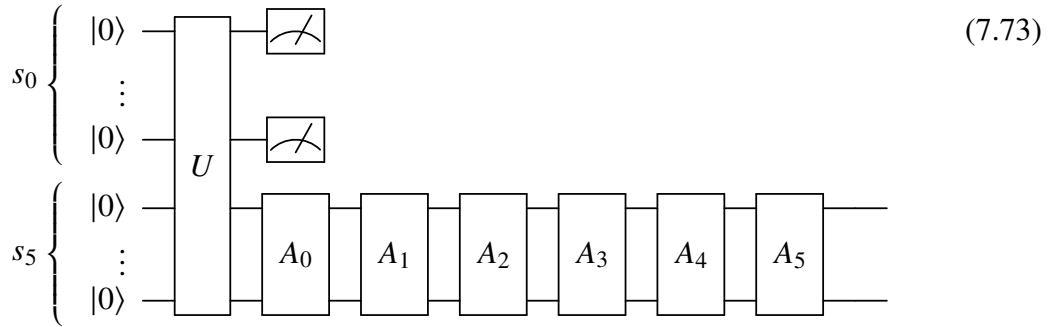 |0⟩ (7.73)
s₀ ⋮
|0⟩
U
|0⟩
s₅ ⋮ A₀ A₁ A₂ A₃ A₄ A₅
|0⟩